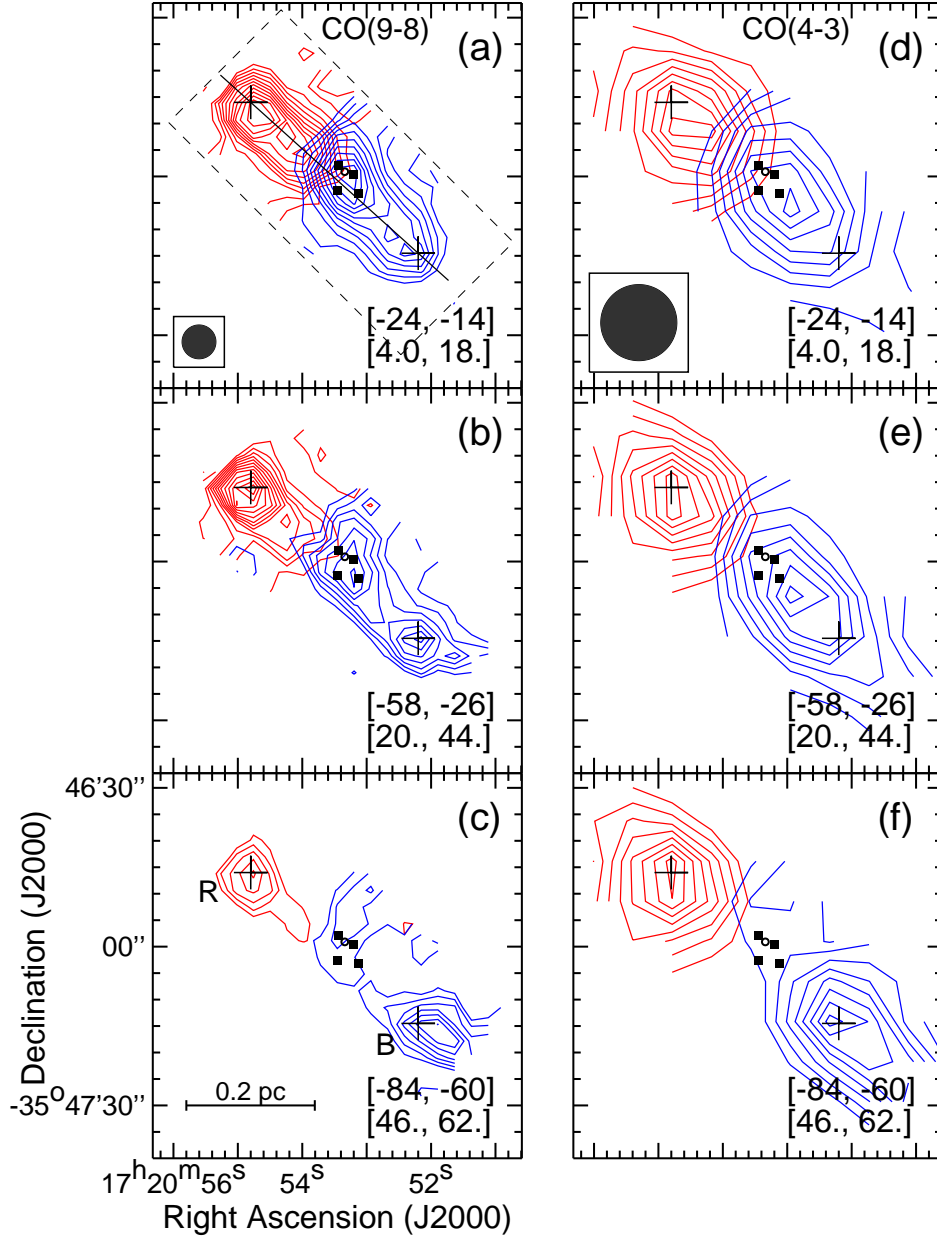 CO(9-8)
(a)
[-24, -14]
[4.0, 18.]
CO(4-3)
(d)
[-24, -14]
[4.0, 18.]
(b)
[-58, -26]
[20., 44.]
(e)
[-58, -26]
[20., 44.]
46'30''
00''
-35°47'30''
Declination (J2000)
(c)
R
B
0.2 pc
[-84, -60]
[46., 62.]
(f)
[-84, -60]
[46., 62.]
17h20m56s 54s 52s
Right Ascension (J2000)